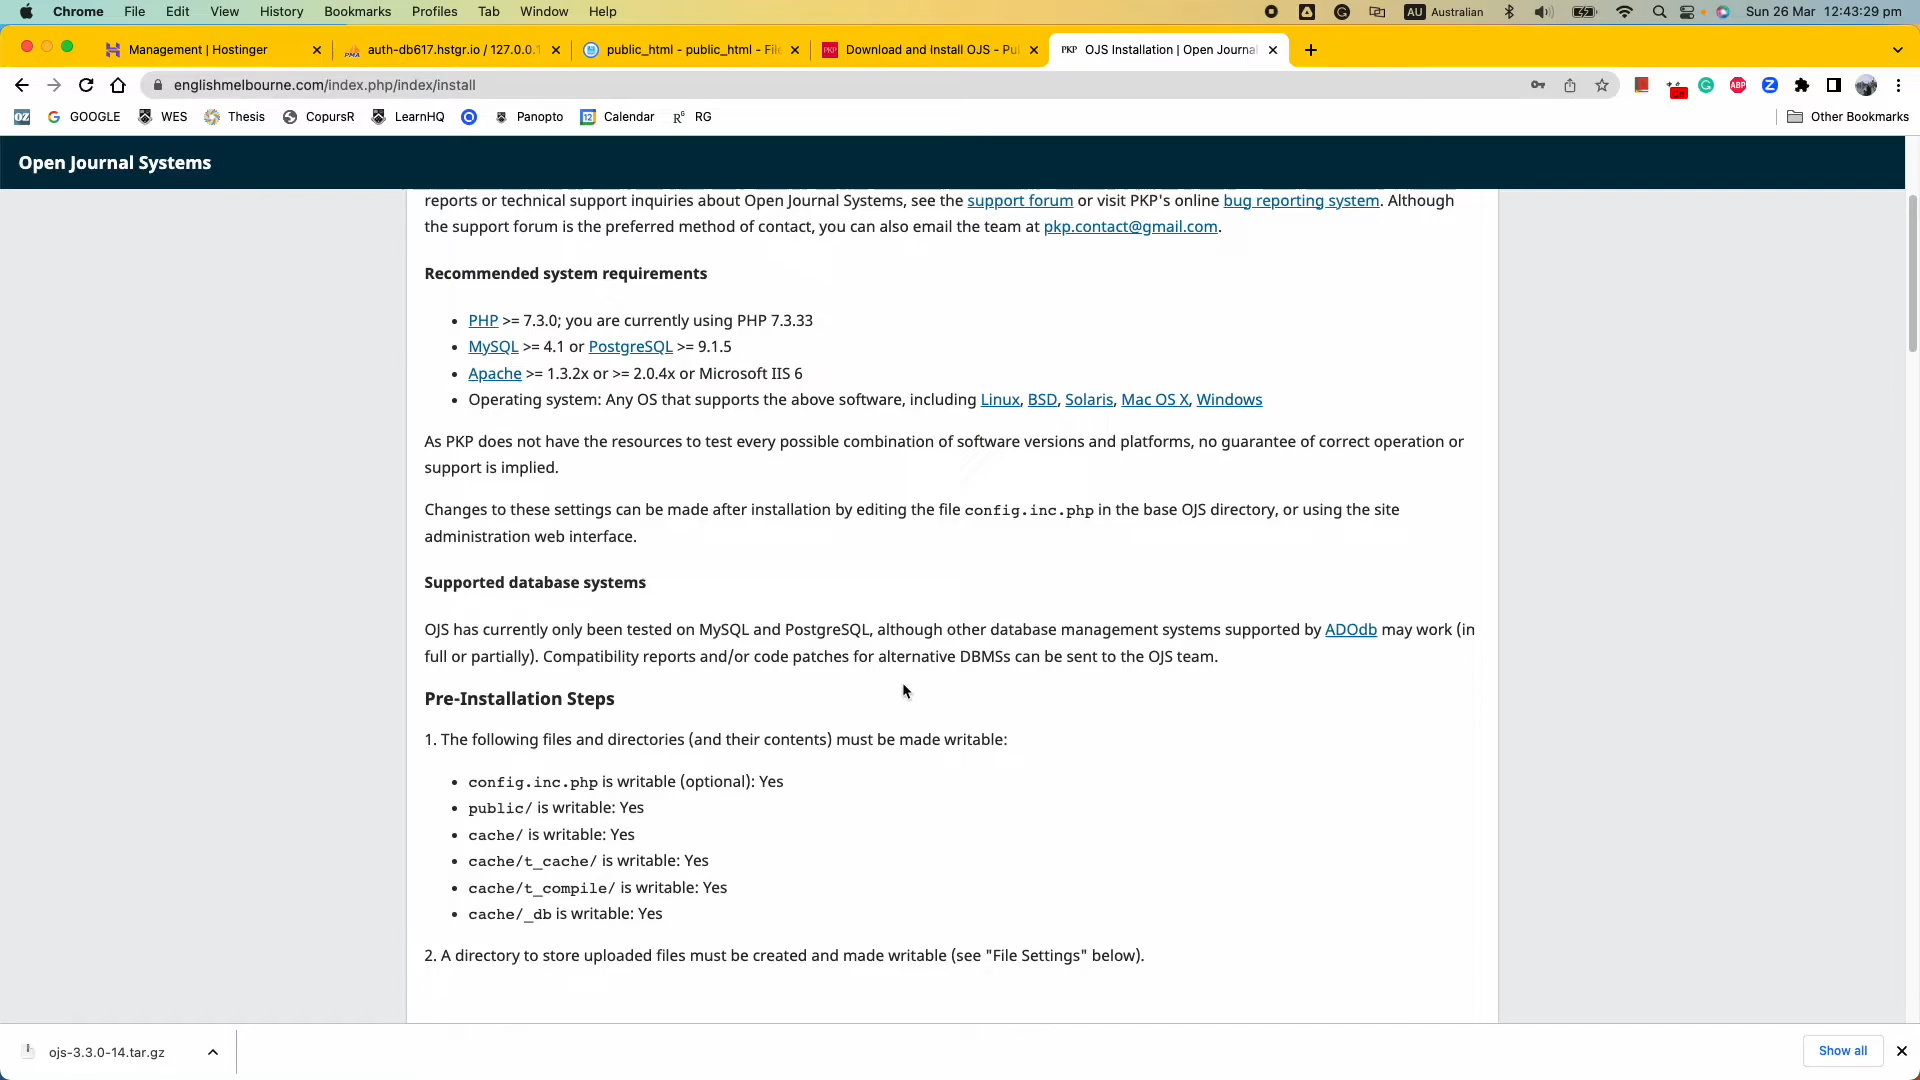 Chrome File Edit View History Bookmarks Profiles Tab Window Help AU Australian Sun 26 Mar 12:43:29 pm
Management | Hostinger auth-db617.hstgr.io / 127.0.0.1 public_html - public_html - File Download and Install OJS - Pu PKP OJS Installation | Open Journa
englishmelbourne.com/index.php/index/install
GOOGLE WES Thesis CopursR LearnHQ Panopto Calendar RG Other Bookmarks
Open Journal Systems
reports or technical support inquiries about Open Journal Systems, see the support forum or visit PKP's online bug reporting system. Although
the support forum is the preferred method of contact, you can also email the team at pkp.contact@gmail.com.
Recommended system requirements
• PHP >= 7.3.0; you are currently using PHP 7.3.33
• MySQL >= 4.1 or PostgreSQL >= 9.1.5
• Apache >= 1.3.2x or >= 2.0.4x or Microsoft IIS 6
• Operating system: Any OS that supports the above software, including Linux, BSD, Solaris, Mac OS X, Windows
As PKP does not have the resources to test every possible combination of software versions and platforms, no guarantee of correct operation or
support is implied.
Changes to these settings can be made after installation by editing the file config.inc.php in the base OJS directory, or using the site
administration web interface.
Supported database systems
OJS has currently only been tested on MySQL and PostgreSQL, although other database management systems supported by ADOdb may work (in
full or partially). Compatibility reports and/or code patches for alternative DBMSs can be sent to the OJS team.
Pre-Installation Steps
1. The following files and directories (and their contents) must be made writable:
• config.inc.php is writable (optional): Yes
• public/ is writable: Yes
• cache/ is writable: Yes
• cache/t_cache/ is writable: Yes
• cache/t_compile/ is writable: Yes
• cache/_db is writable: Yes
2. A directory to store uploaded files must be created and made writable (see "File Settings" below).
ojs-3.3.0-14.tar.gz Show all